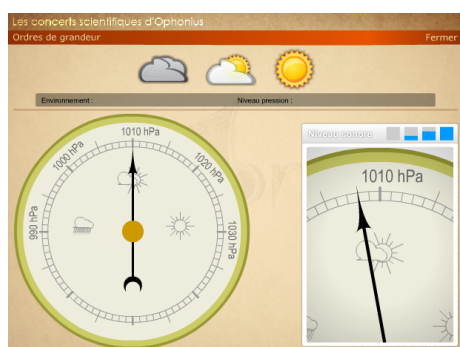 Les concerts scientifiques d'Ophonius
Ordres de grandeur
Fermer
Environnement :
Niveau pression :
1010 hPa
1000 hPa
1020 hPa
990 hPa
1030 hPa
Niveau sonore
1010 hPa